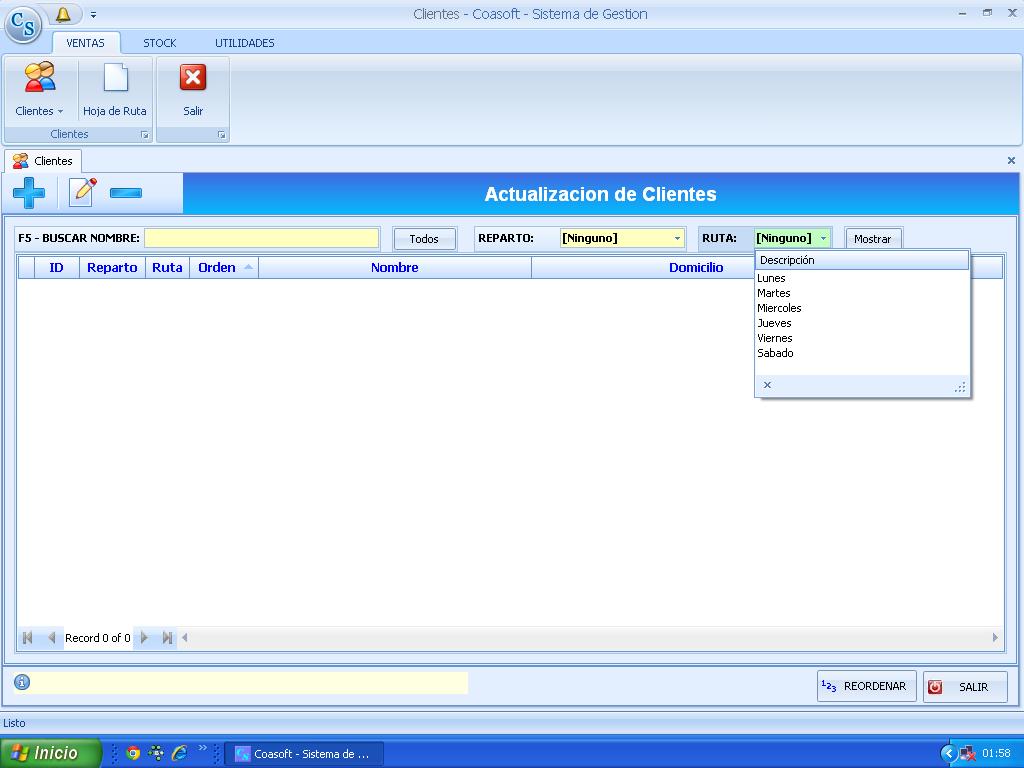 Clientes - Coasoft - Sistema de Gestion
CS
VENTAS STOCK UTILIDADES
Clientes Hoja de Ruta Salir
Clientes
Clientes
Actualizacion de Clientes
F5 - BUSCAR NOMBRE: Todos REPARTO: [Ninguno] RUTA: [Ninguno] Mostrar
ID Reparto Ruta Orden Nombre Domicilio
Descripción
Lunes
Martes
Miercoles
Jueves
Viernes
Sabado
Record 0 of 0
123 REORDENAR SALIR
Listo
Inicio Coasoft - Sistema de ... 01:58